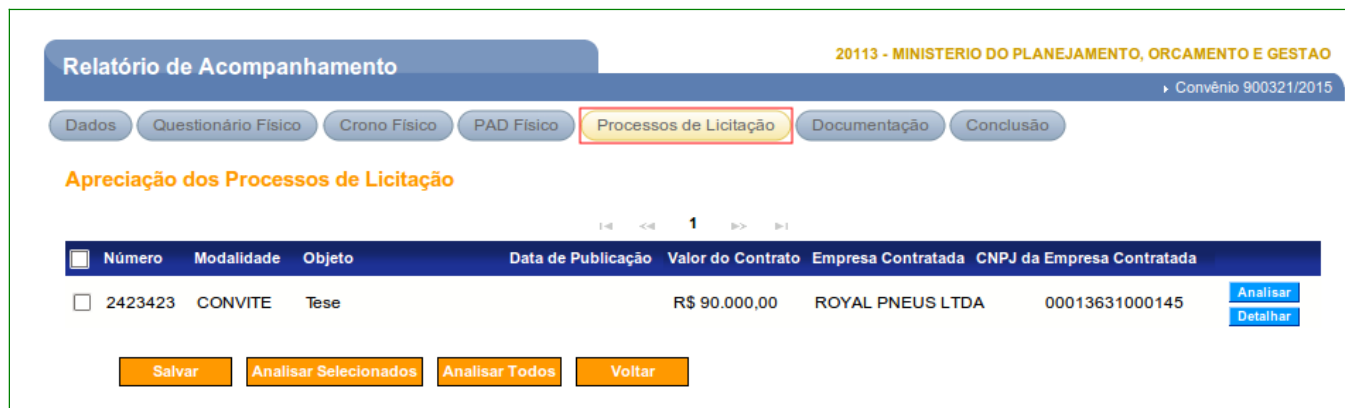 Relatório de Acompanhamento
20113 - MINISTERIO DO PLANEJAMENTO, ORCAMENTO E GESTAO
Convênio 900321/2015
Dados Questionário Físico Crono Físico PAD Físico Processos de Licitação Documentação Conclusão
Apreciação dos Processos de Licitação
1
Número Modalidade Objeto Data de Publicação Valor do Contrato Empresa Contratada CNPJ da Empresa Contratada
2423423 CONVITE Tese R$ 90.000,00 ROYAL PNEUS LTDA 00013631000145 Analisar
Detalhar
Salvar Analisar Selecionados Analisar Todos Voltar